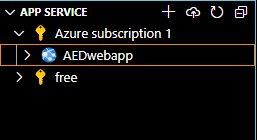 APP SERVICE
Azure subscription 1
AEDwebapp
free